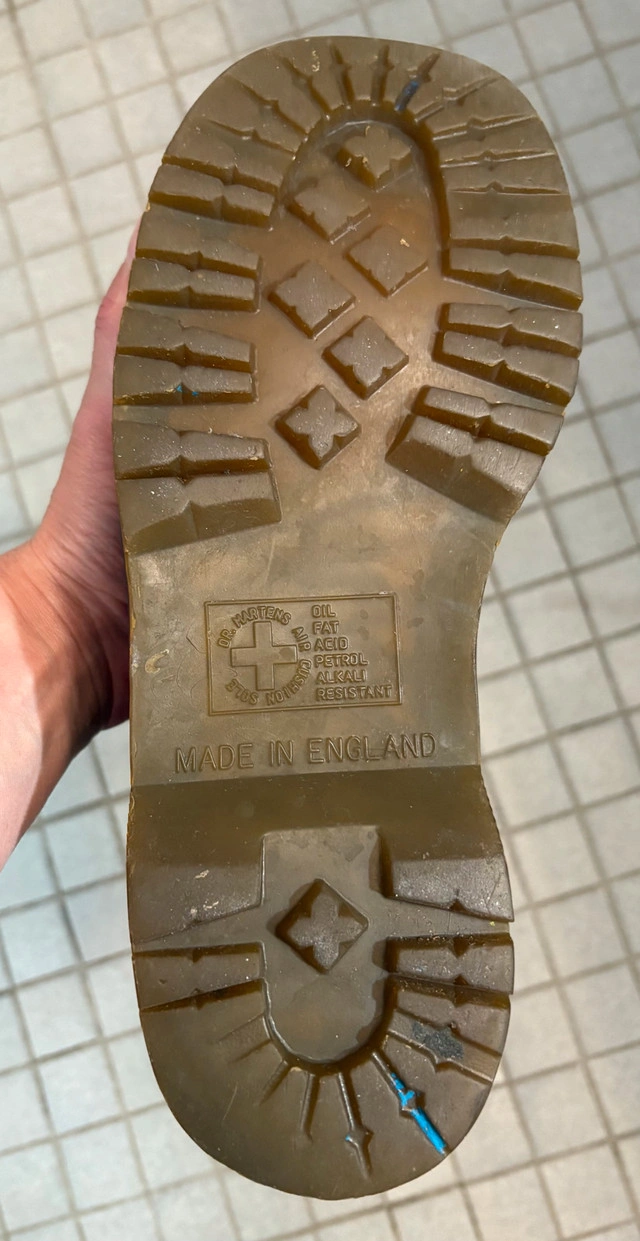 DR. MARTENS AIR CUSHION SOLE
OIL
FAT
ACID
PETROL
ALKALI
RESISTANT
MADE IN ENGLAND